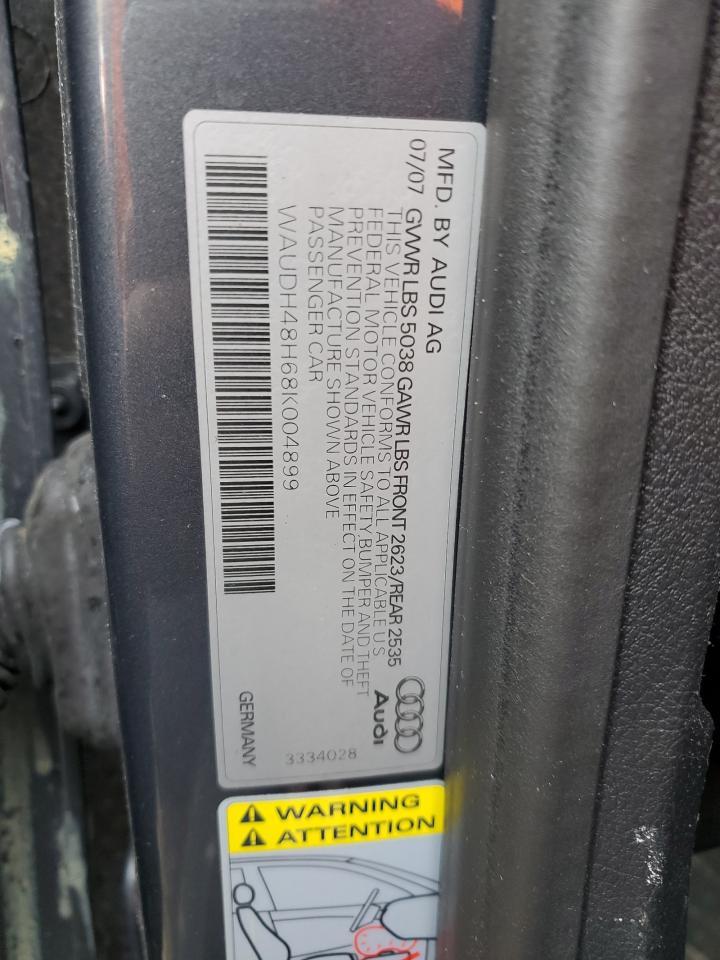 MFD. BY AUDI AG
07/07 GVWR LBS 5038 GAWR LBS FRONT 2623/REAR 2535
THIS VEHICLE CONFORMS TO ALL APPLICABLE U S
FEDERAL MOTOR VEHICLE SAFETY,BUMPER AND THEFT
PREVENTION STANDARDS IN EFFECT ON THE DATE OF
MANUFACTURE SHOWN ABOVE
PASSENGER CAR
WAUDH48H68K004899
Audi
3334028
GERMANY
WARNING
ATTENTION